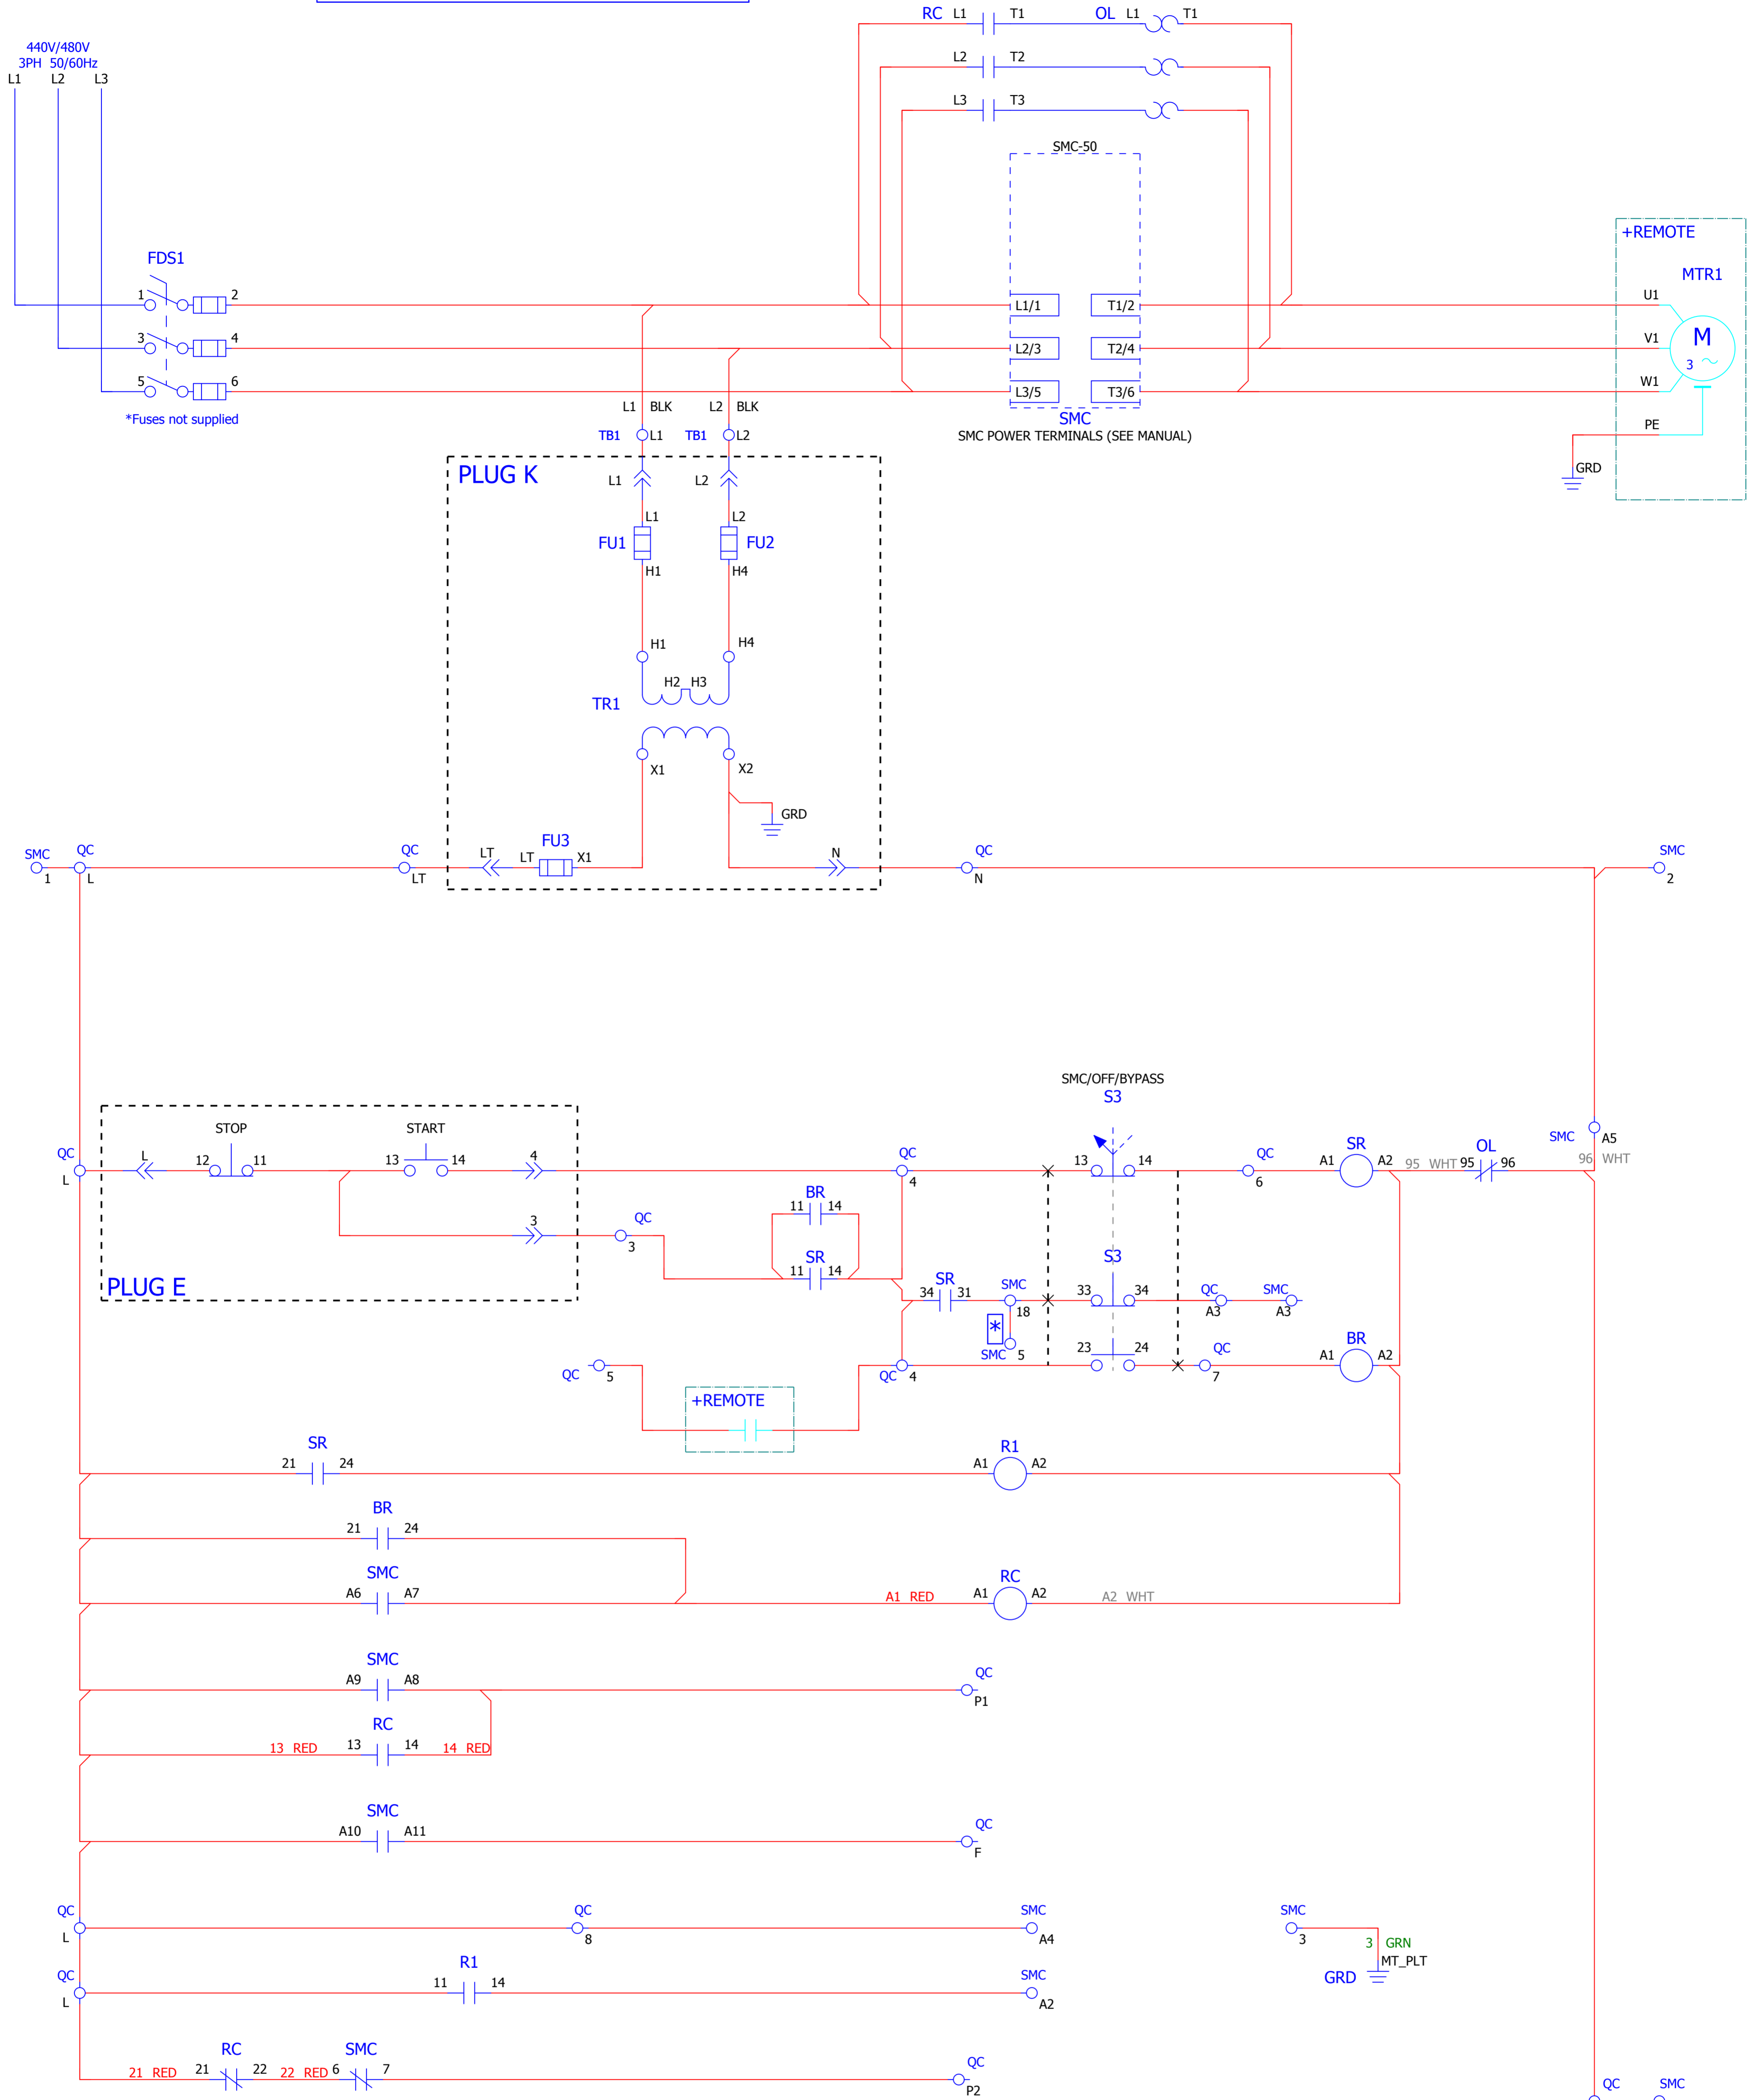 RC L1 T1 OL L1 T1
440V/480V
3PH 50/60Hz
L1 L2 L3
L2 T2
L3 T3
SMC-50
+REMOTE
FDS1
MTR1
1 2 L1/1 T1/2 U1
3 4 L2/3 T2/4 V1 M
3
5 6 L3/5 T3/6 W1
*Fuses not supplied
L1 BLK L2 BLK
SMC
PE
TB1 L1 TB1 L2
SMC POWER TERMINALS (SEE MANUAL)
PLUG K
GRD
L1 L2
L1 L2
FU1 FU2
H1 H4
H1 H4
H2 H3
TR1
X1 X2
GRD
FU3
SMC QC QC LT LT X1 N QC SMC
1 L LT N 2
SMC/OFF/BYPASS
S3
STOP START
SMC A5
QC L 12 11 13 14 4 QC 13 14 QC SR OL
A1 A2 95 WHT 95 96 96 WHT
L 4 6
BR
11 14
3 QC
3
SR
11 14
S3
PLUG E
SR
34 31 SMC 33 34 QC SMC
18 A3 A3
*
SMC 5
23 24 QC BR
A1 A2
QC 5 QC 4 7
+REMOTE
SR R1
21 24 A1 A2
BR
21 24
SMC RC
A6 A7 A1 RED A1 A2 A2 WHT
SMC
A9 A8 QC
P1
RC
13 RED 13 14 14 RED
SMC
A10 A11 QC
F
QC QC SMC SMC
L 8 A4 3
3 GRN
MT_PLT
GRD
QC R1 SMC
L 11 14 A2
RC SMC
21 RED 21 22 22 RED 6 7 QC
P2
QC SMC